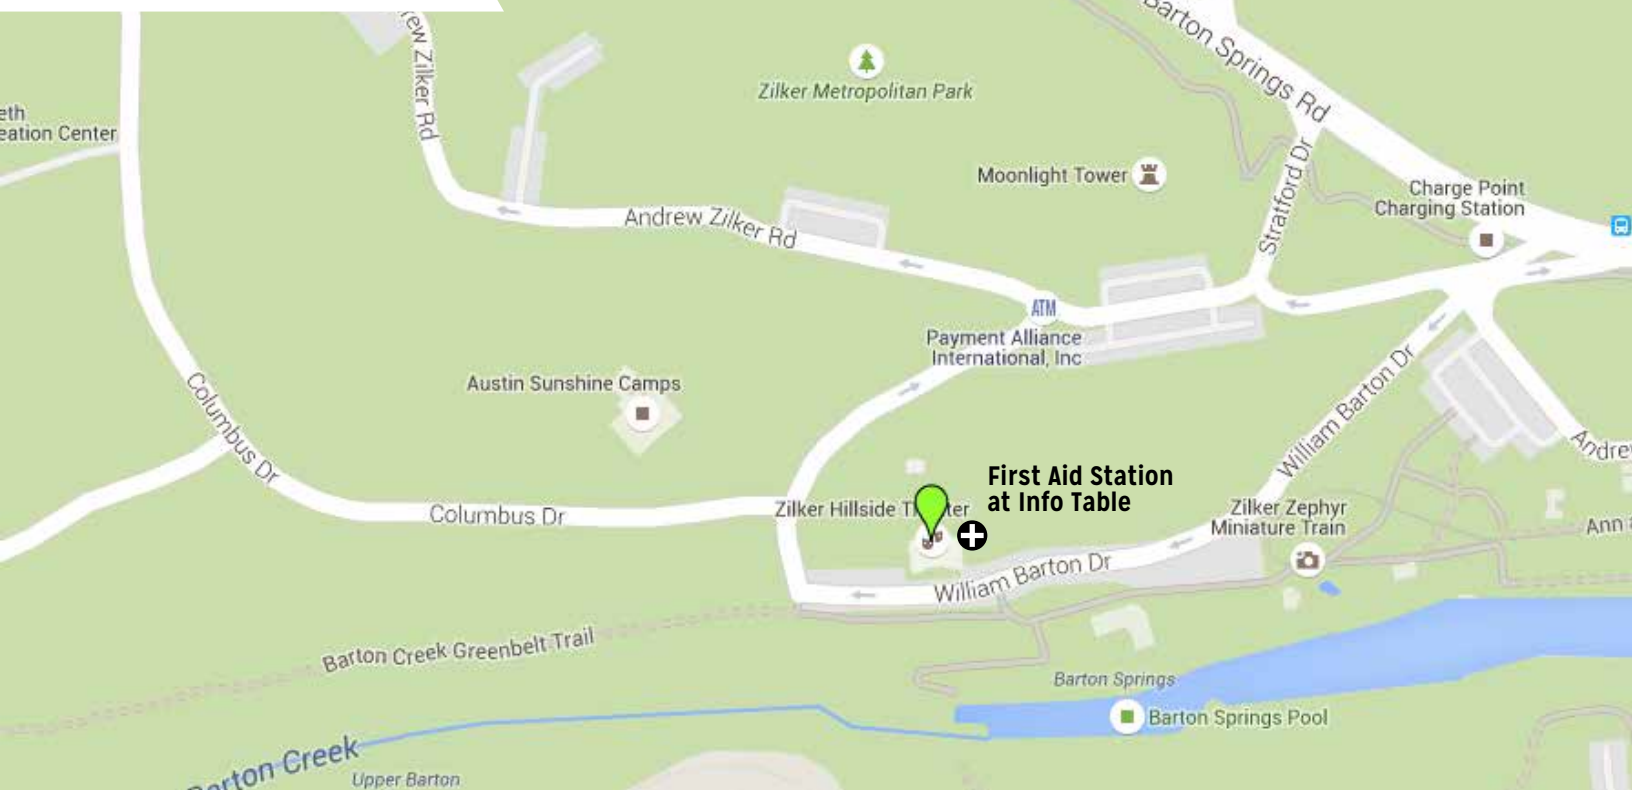 Barton Springs Rd
Andrew Zilker Rd
Zilker Metropolitan Park
eth
eation Center
Moonlight Tower
Stratford Dr
Charge Point
Charging Station
Andrew Zilker Rd
ATM
Payment Alliance
International, Inc
Austin Sunshine Camps
Columbus Dr
William Barton Dr
Andre
First Aid Station
at Info Table
Zilker Hillside T ter
Columbus Dr
Zilker Zephyr
Miniature Train
Ann
William Barton Dr
Barton Creek Greenbelt Trail
Barton Springs
Barton Springs Pool
Barton Creek
Upper Barton